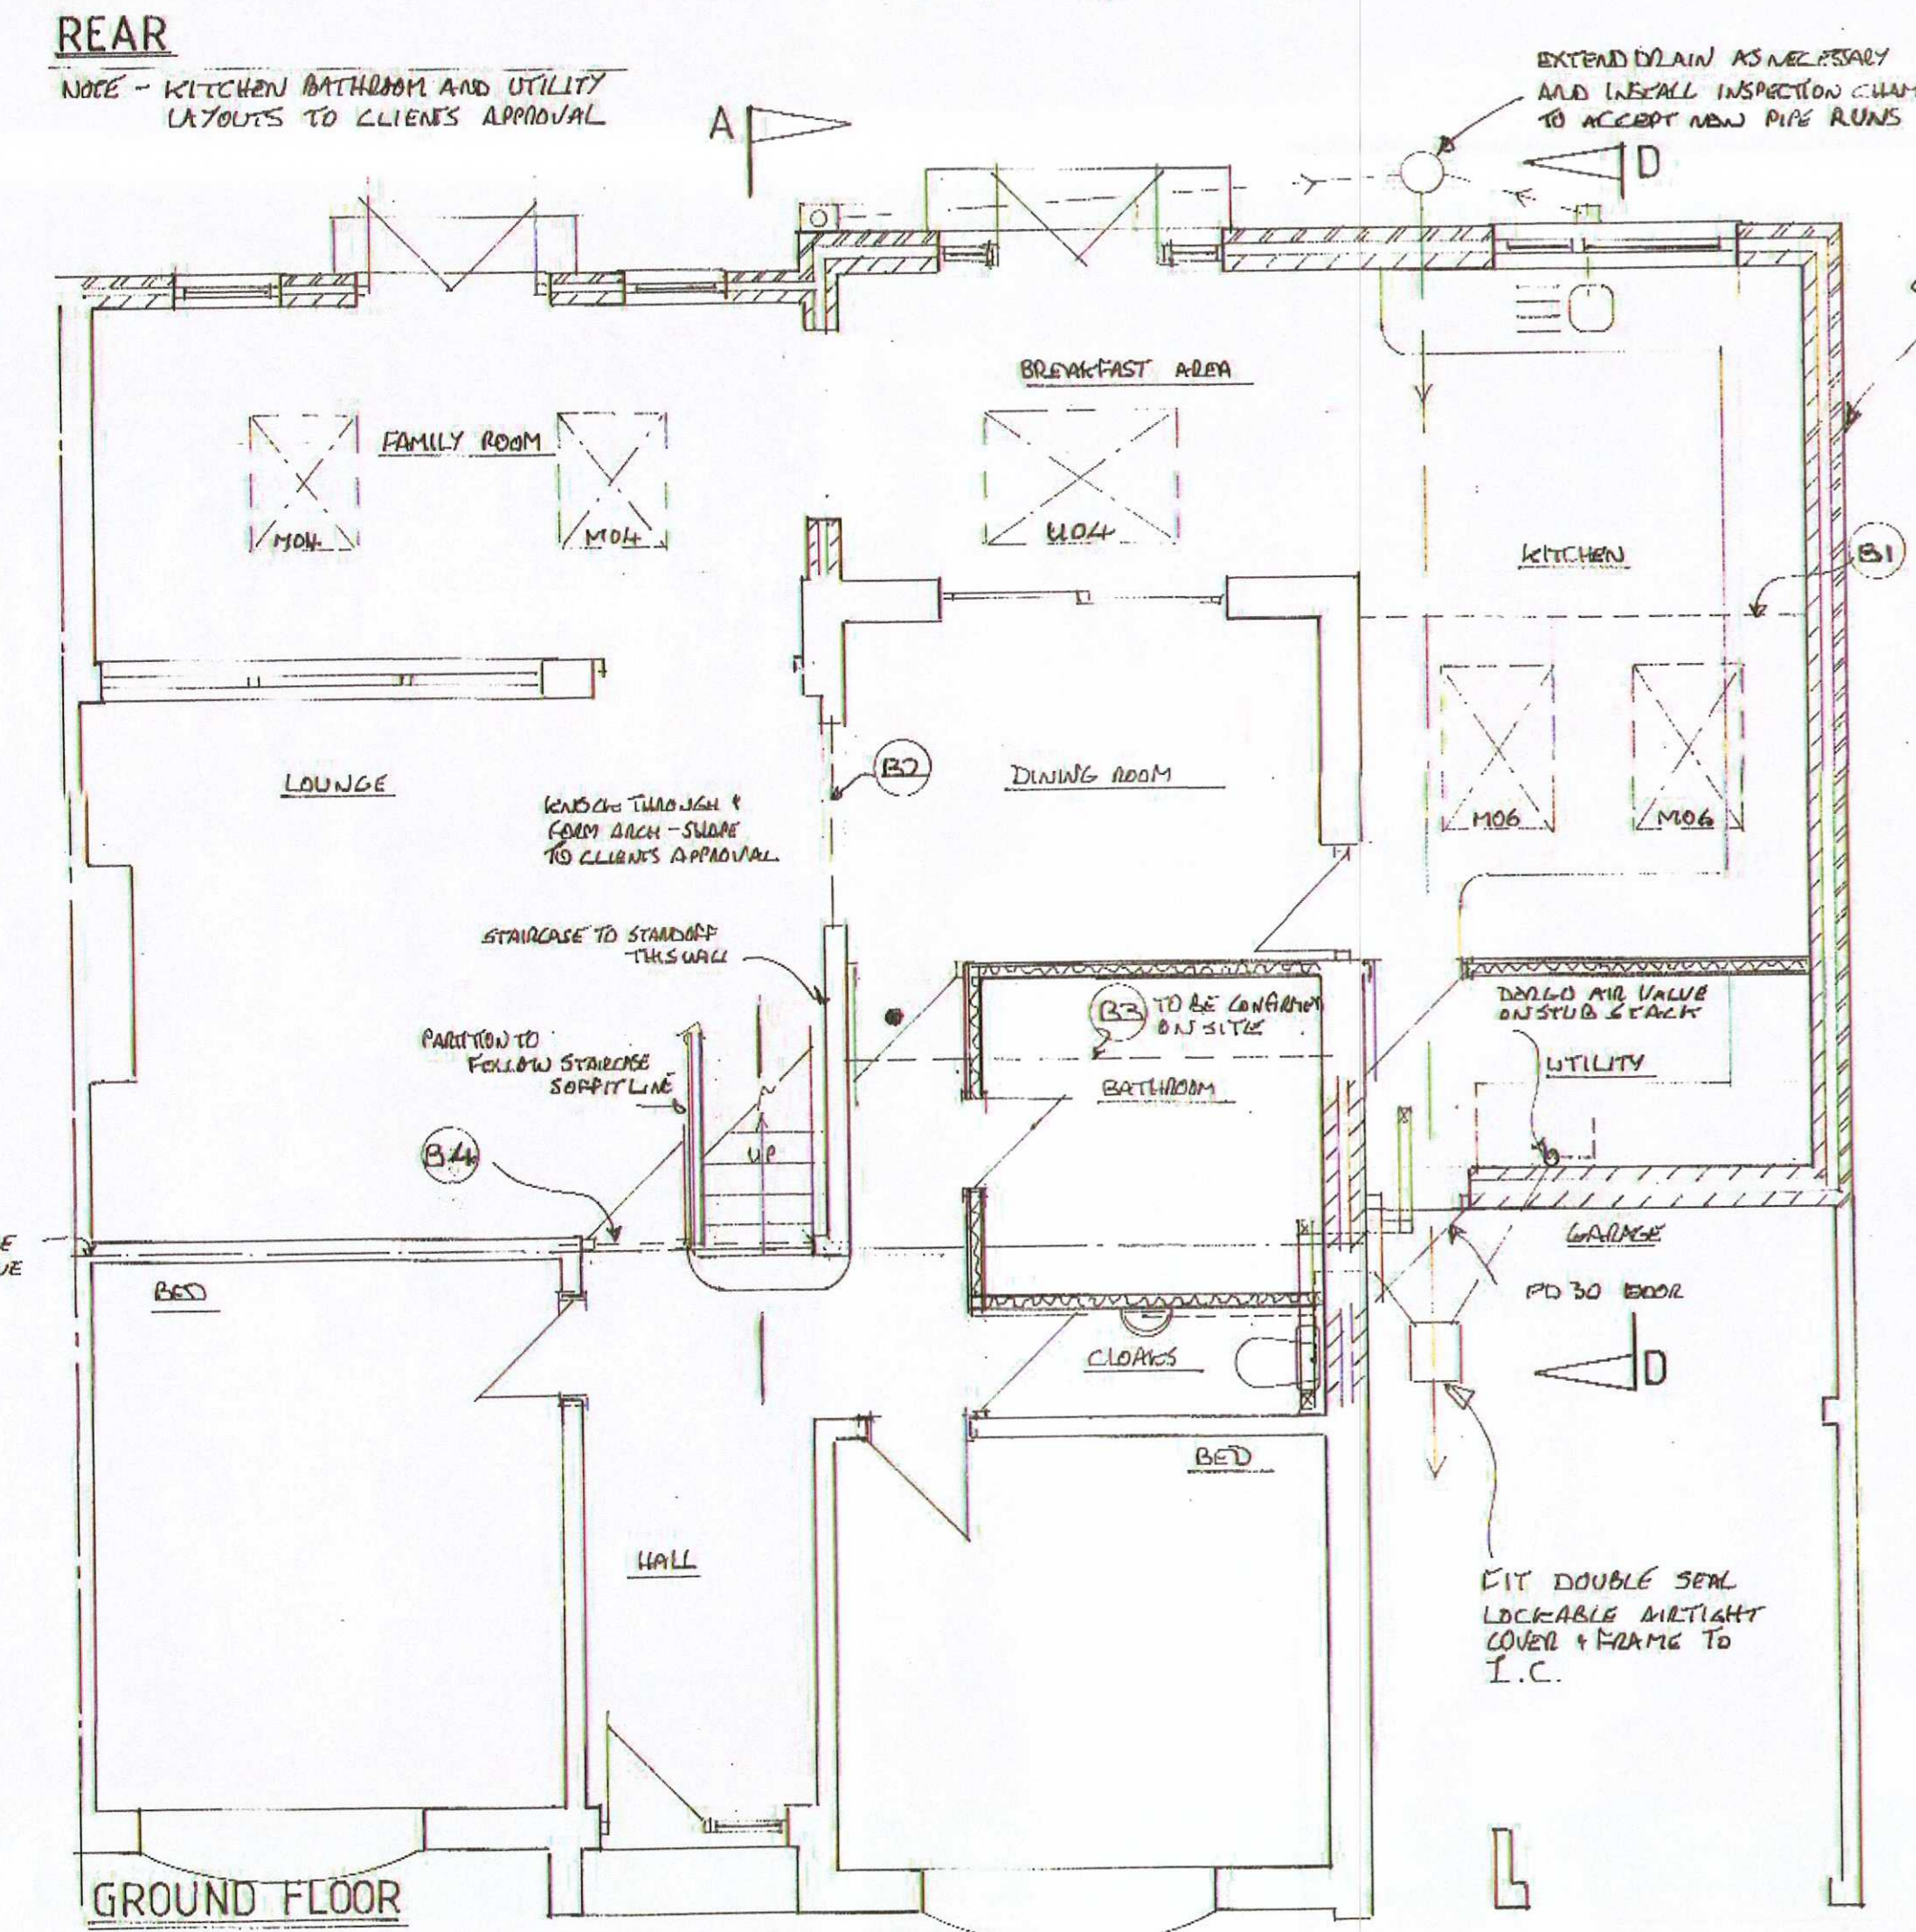 REAR
NOTE - KITCHEN BATHROOM AND UTILITY
LAYOUTS TO CLIENTS APPROVAL
A
EXTEND DRAIN AS NECESSARY
AND INSTALL INSPECTION CHAM
TO ACCEPT NEW PIPE RUNS
D
BREAKFAST AREA
FAMILY ROOM
M04
M04
U04
KITCHEN
B1
LOUNGE
B2
DINING ROOM
KNOCK THROUGH &
FORM ARCH - SHAPE
TO CLIENTS APPROVAL
M06
M06
STAIRCASE TO STANDOFF
THIS WALL
B3
TO BE CONFIRMED
ON SITE
DURGO AIR VALVE
ON STUB STACK
PARTITION TO
FOLLOW STAIRCASE
SOFFIT LINE
UTILITY
BATHROOM
B4
UP
E
UE
GARAGE
BED
FD 30 DOOR
CLOAKS
D
BED
HALL
FIT DOUBLE SEAL
LOCKABLE AIRTIGHT
COVER & FRAME TO
I.C.
GROUND FLOOR